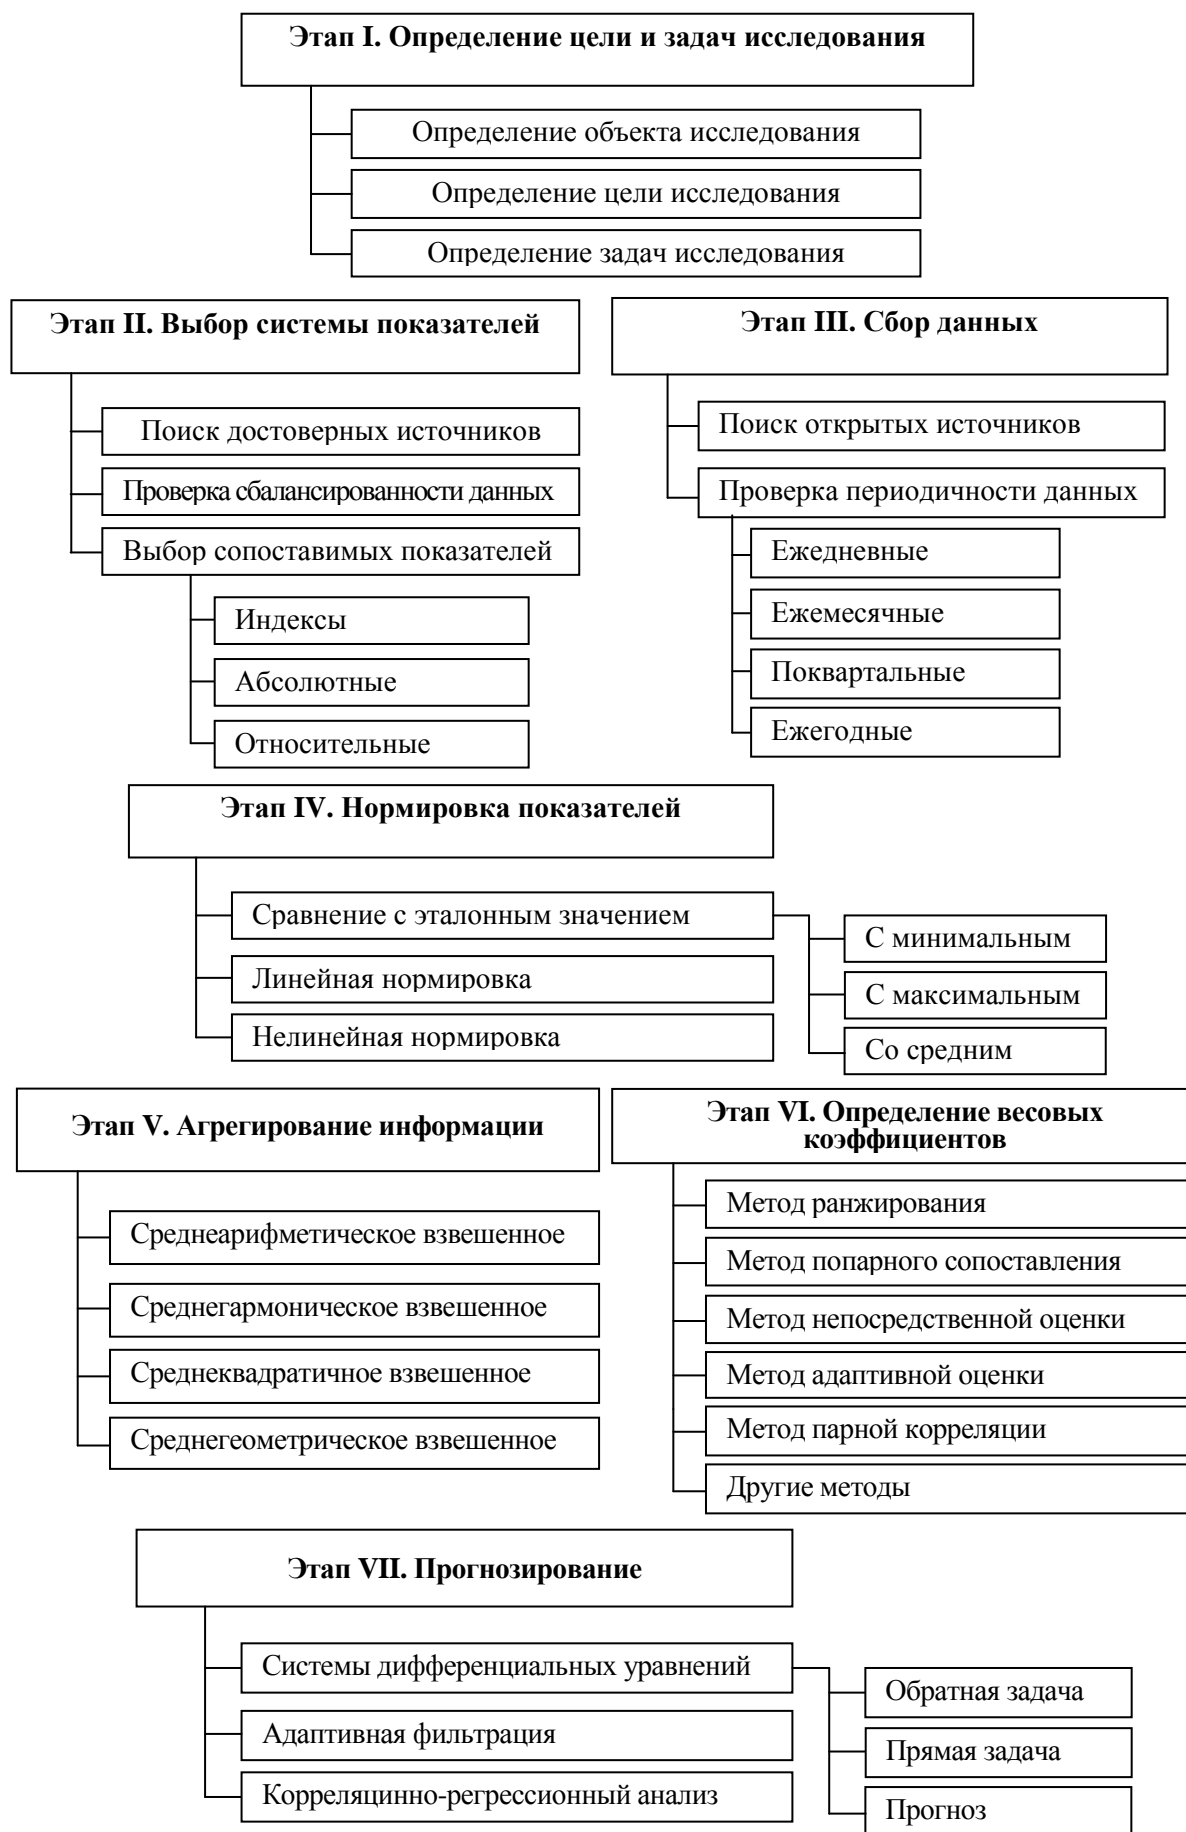 Этап I. Определение цели и задач исследования
Определение объекта исследования
Определение цели исследования
Определение задач исследования
Этап II. Выбор системы показателей
Поиск достоверных источников
Проверка сбалансированности данных
Выбор сопоставимых показателей
Индексы
Абсолютные
Относительные
Этап III. Сбор данных
Поиск открытых источников
Проверка периодичности данных
Ежедневные
Ежемесячные
Поквартальные
Ежегодные
Этап IV. Нормировка показателей
Сравнение с эталонным значением
Линейная нормировка
Нелинейная нормировка
С минимальным
С максимальным
Со средним
Этап V. Агрегирование информации
Среднеарифметическое взвешенное
Среднегармоническое взвешенное
Среднеквадратичное взвешенное
Среднегеометрическое взвешенное
Этап VI. Определение весовых
коэффициентов
Метод ранжирования
Метод попарного сопоставления
Метод непосредственной оценки
Метод адаптивной оценки
Метод парной корреляции
Другие методы
Этап VII. Прогнозирование
Системы дифференциальных уравнений
Адаптивная фильтрация
Корреляцинно-регрессионный анализ
Обратная задача
Прямая задача
Прогноз